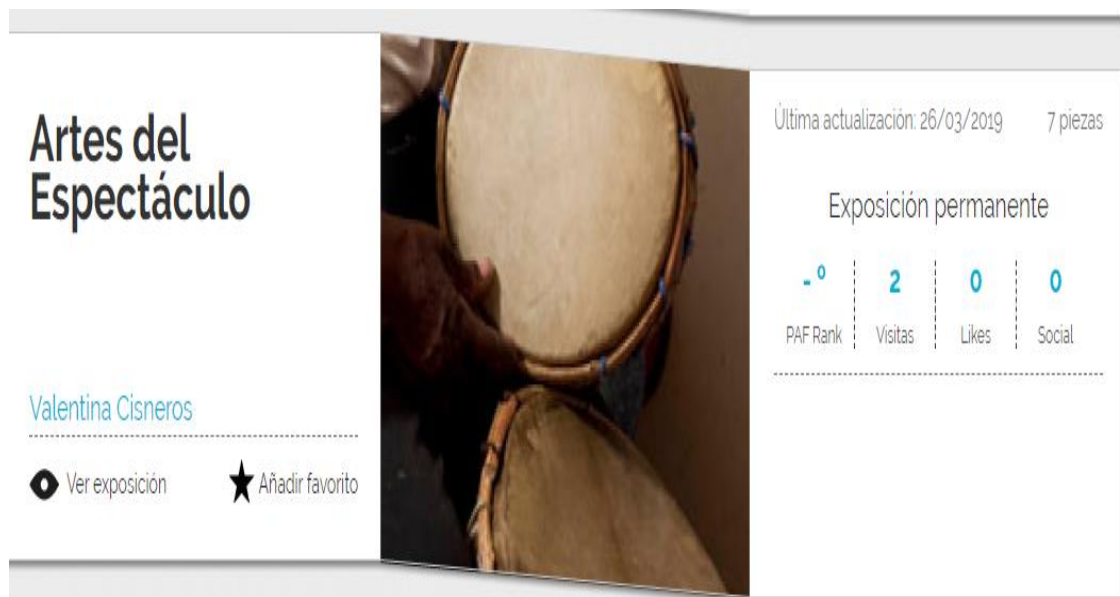 Artes del
Espectáculo
Valentina Cisneros
Ver exposición
Añadir favorito
Última actualización: 26/03/2019
7 piezas
Exposición permanente
- º
2
0
0
PAF Rank
Visitas
Likes
Social